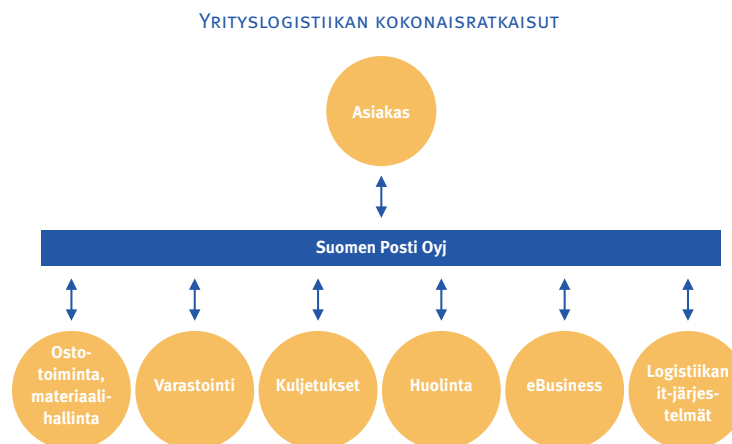 Yrityslogistiikan kokonaisratkaisut
Asiakas
Suomen Posti Oyj
Osto-
toiminta,
materiaali-
hallinta
Varastointi
Kuljetukset
Huolinta
eBusiness
Logistiikan
it-järjes-
telmät